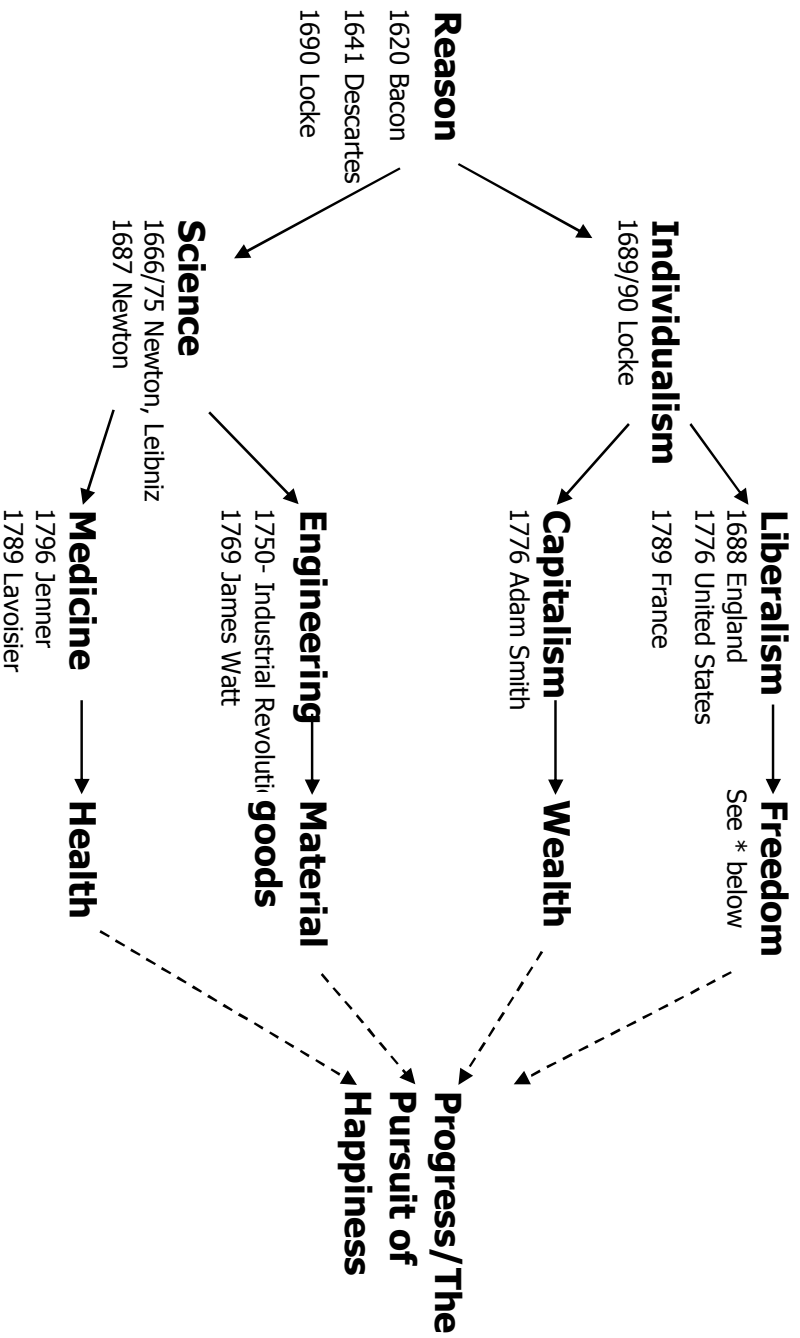 Reason
1620 Bacon
1641 Descartes
1690 Locke
Individualism
1689/90 Locke
Science
1666/75 Newton, Leibniz
1687 Newton
Liberalism
1688 England
1776 United States
1789 France
Capitalism
1776 Adam Smith
Engineering
1750- Industrial Revoluti
1769 James Watt
Medicine
1796 Jenner
1789 Lavoisier
Freedom
See * below
Wealth
Material
goods
Health
Progress/The
Pursuit of
Happiness